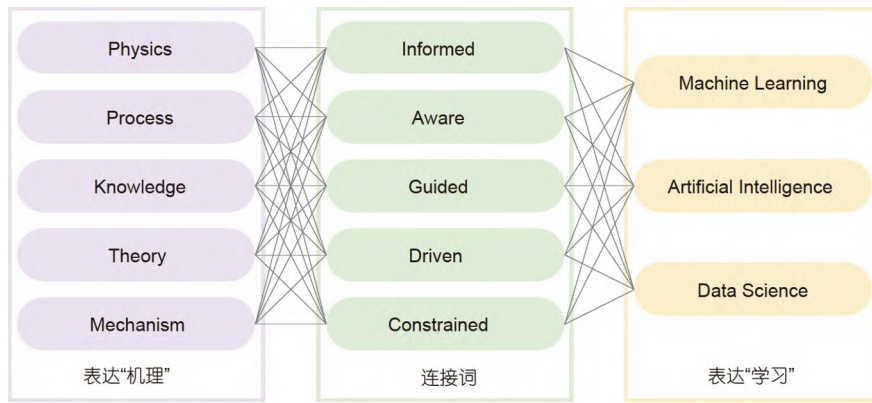 Physics
Process
Knowledge
Theory
Mechanism
表达“机理”
Informed
Aware
Guided
Driven
Constrained
连接词
Machine Learning
Artificial Intelligence
Data Science
表达“学习”